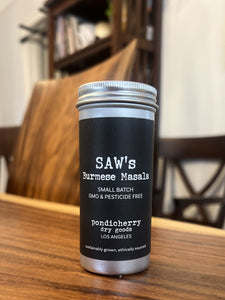 SAW's
Burmese Masala
SMALL BATCH
GMO & PESTICIDE FREE
pondicherry
dry goods
LOS ANGELES
sustainably grown, ethically sourced